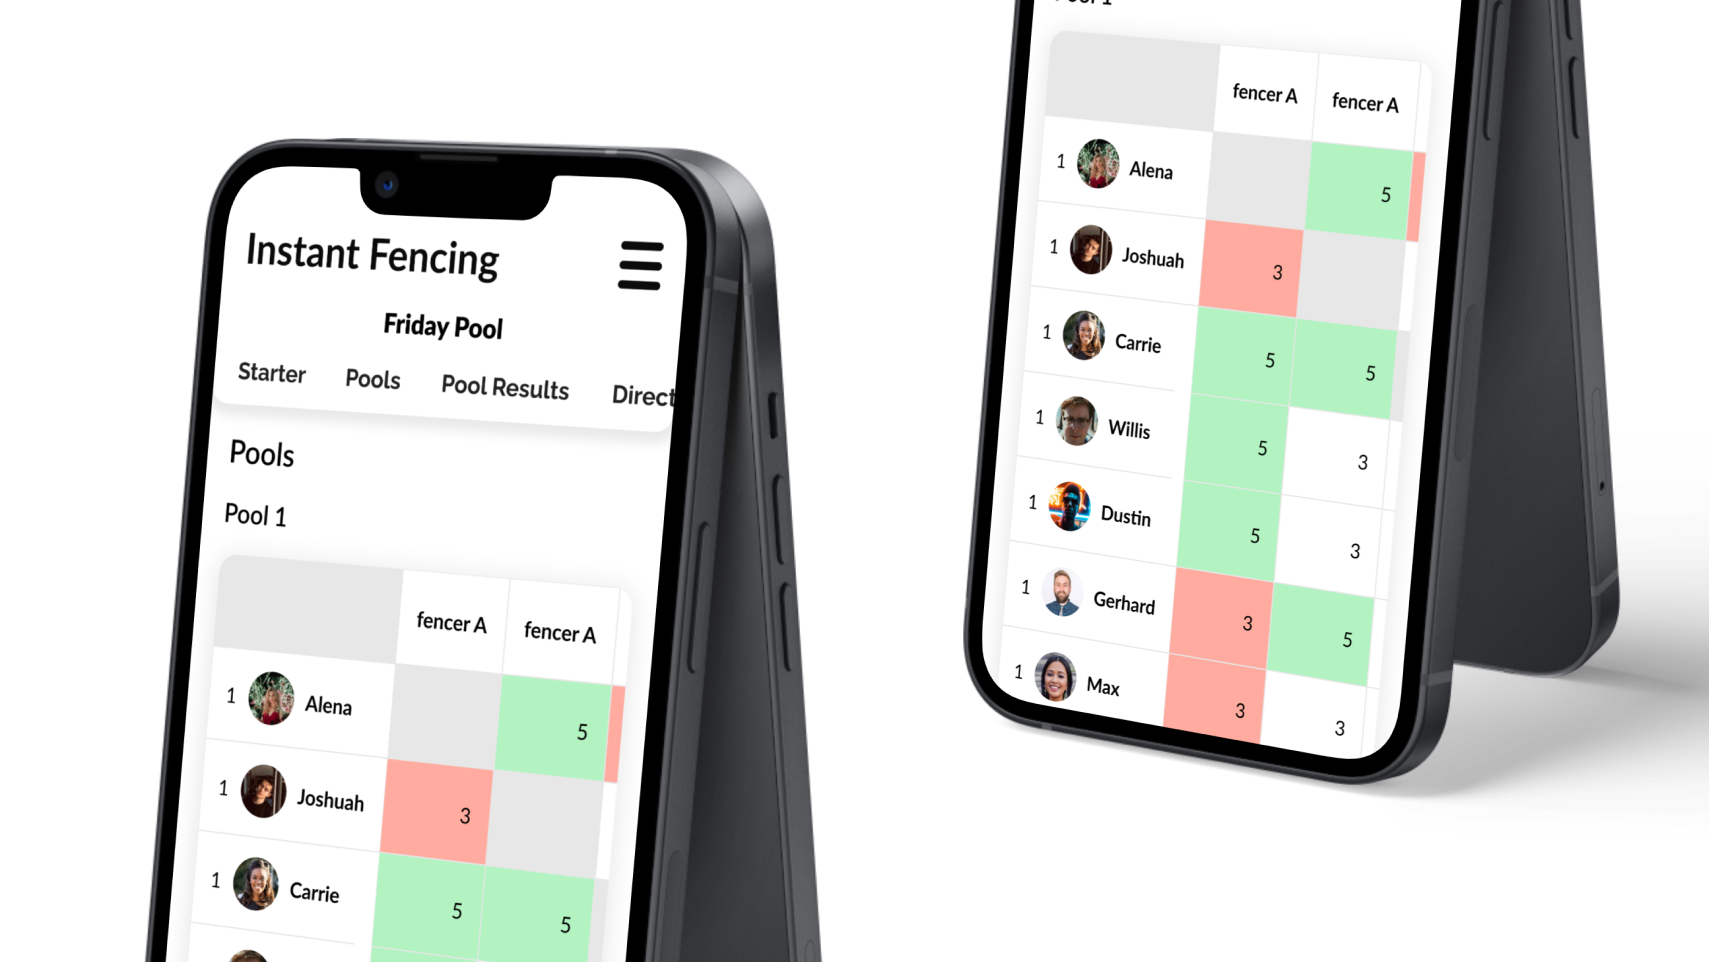 Instant Fencing
Friday Pool
Starter Pools Pool Results Direct
Pools
Pool 1
fencer A fencer A
1 Alena 5
1 Joshuah 3
1 Carrie 5 5
Pool 1
fencer A fencer A
1 Alena 5
1 Joshuah 3
1 Carrie 5 5
1 Willis 5 3
1 Dustin 5 3
1 Gerhard 3 5
1 Max 3 3